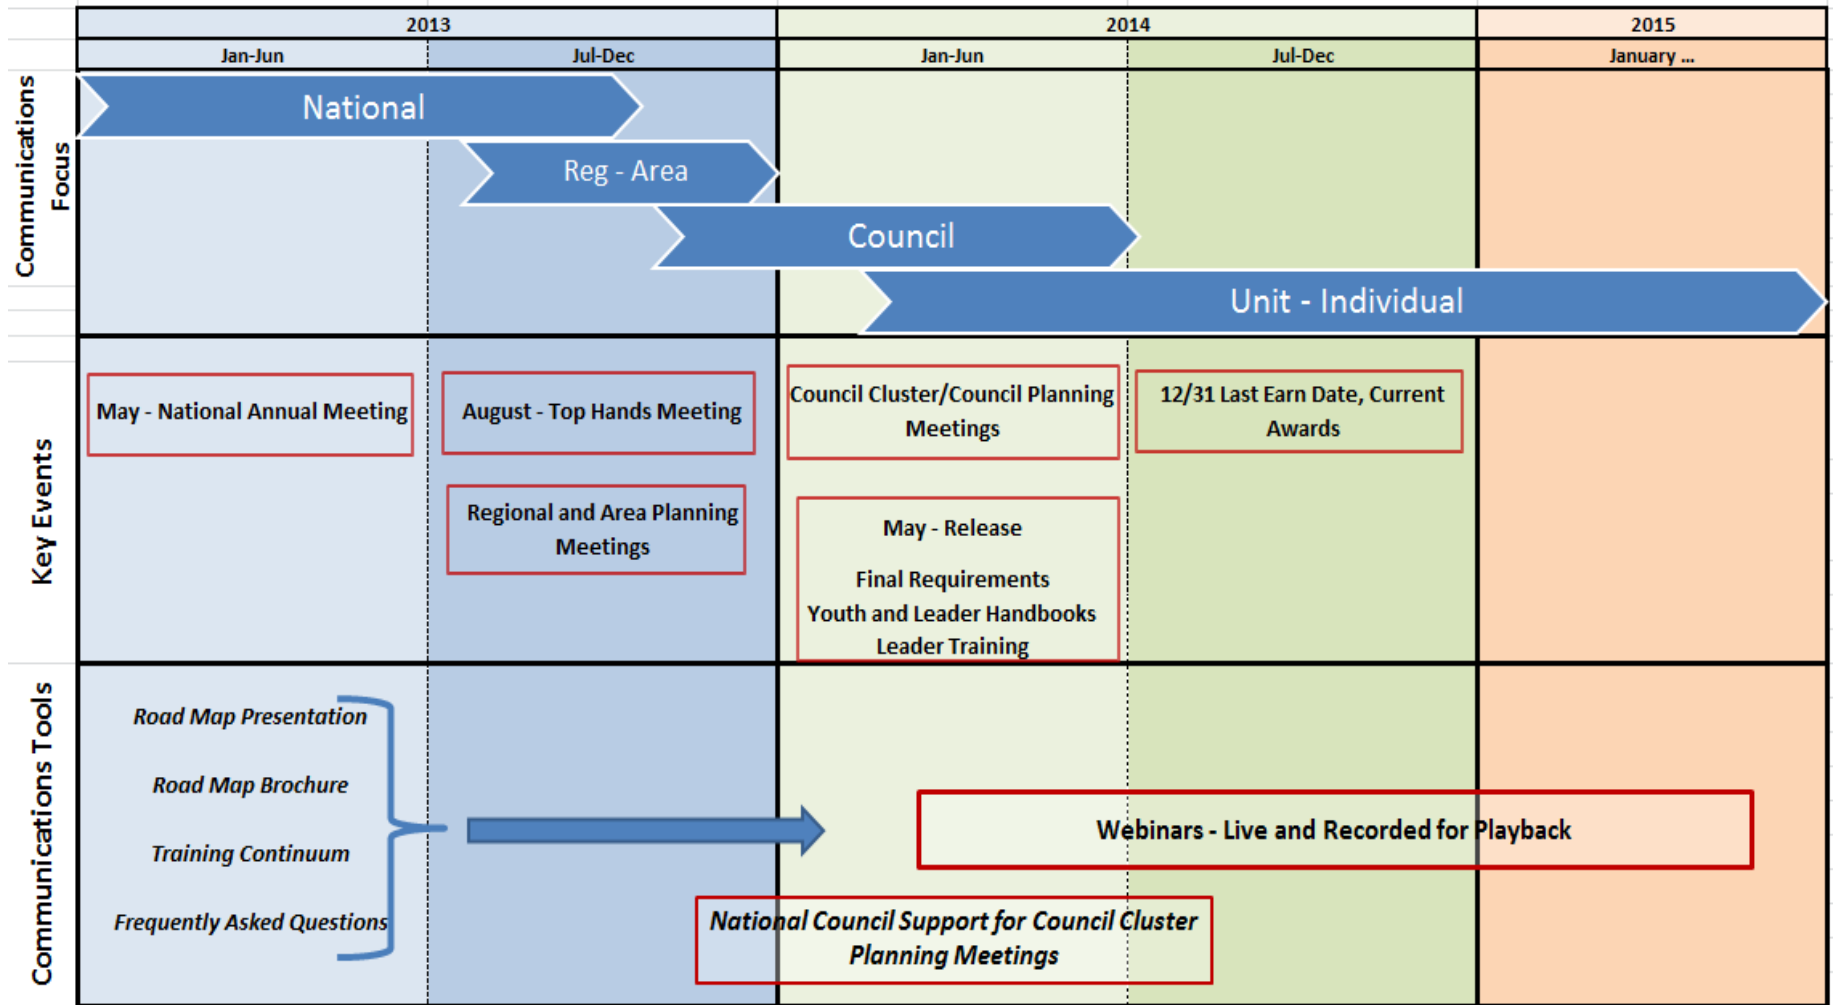 2013
2014
2015
Jan-Jun
Jul-Dec
Jan-Jun
Jul-Dec
January ...
Communications
Focus
National
Reg - Area
Council
Unit - Individual
Key Events
May - National Annual Meeting
August - Top Hands Meeting
Regional and Area Planning
Meetings
Council Cluster/Council Planning
Meetings
May - Release
Final Requirements
Youth and Leader Handbooks
Leader Training
12/31 Last Earn Date, Current
Awards
Communications Tools
Road Map Presentation
Road Map Brochure
Training Continuum
Frequently Asked Questions
Webinars - Live and Recorded for Playback
National Council Support for Council Cluster
Planning Meetings